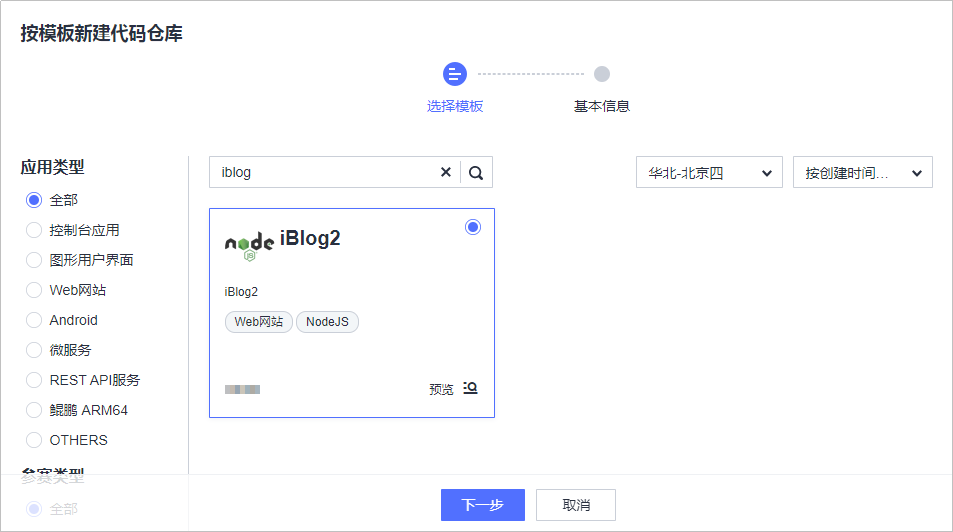 按模板新建代码仓库
选择模板
基本信息
应用类型
全部
控制台应用
图形用户界面
Web网站
Android
微服务
REST API服务
鲲鹏 ARM64
OTHERS
参赛类型
全部
iblog
华北-北京四
按创建时间...
node
JS
iBlog2
iBlog2
Web网站 NodeJS
预览
下一步
取消